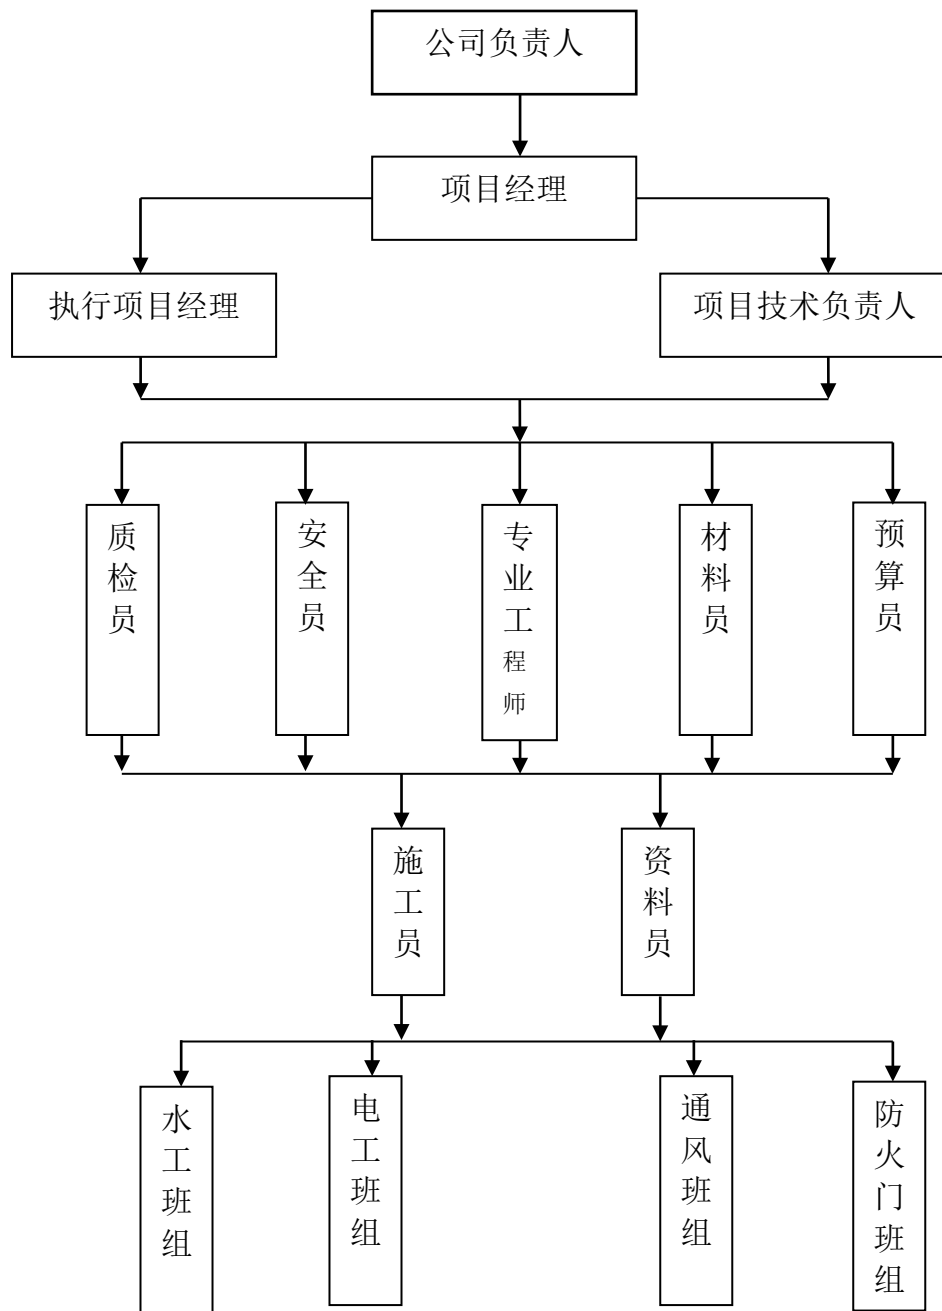 公司负责人
项目经理
执行项目经理
项目技术负责人
质检员
安全员
专业工程师
材料员
预算员
施工员
资料员
水工班组
电工班组
通风班组
防火门班组